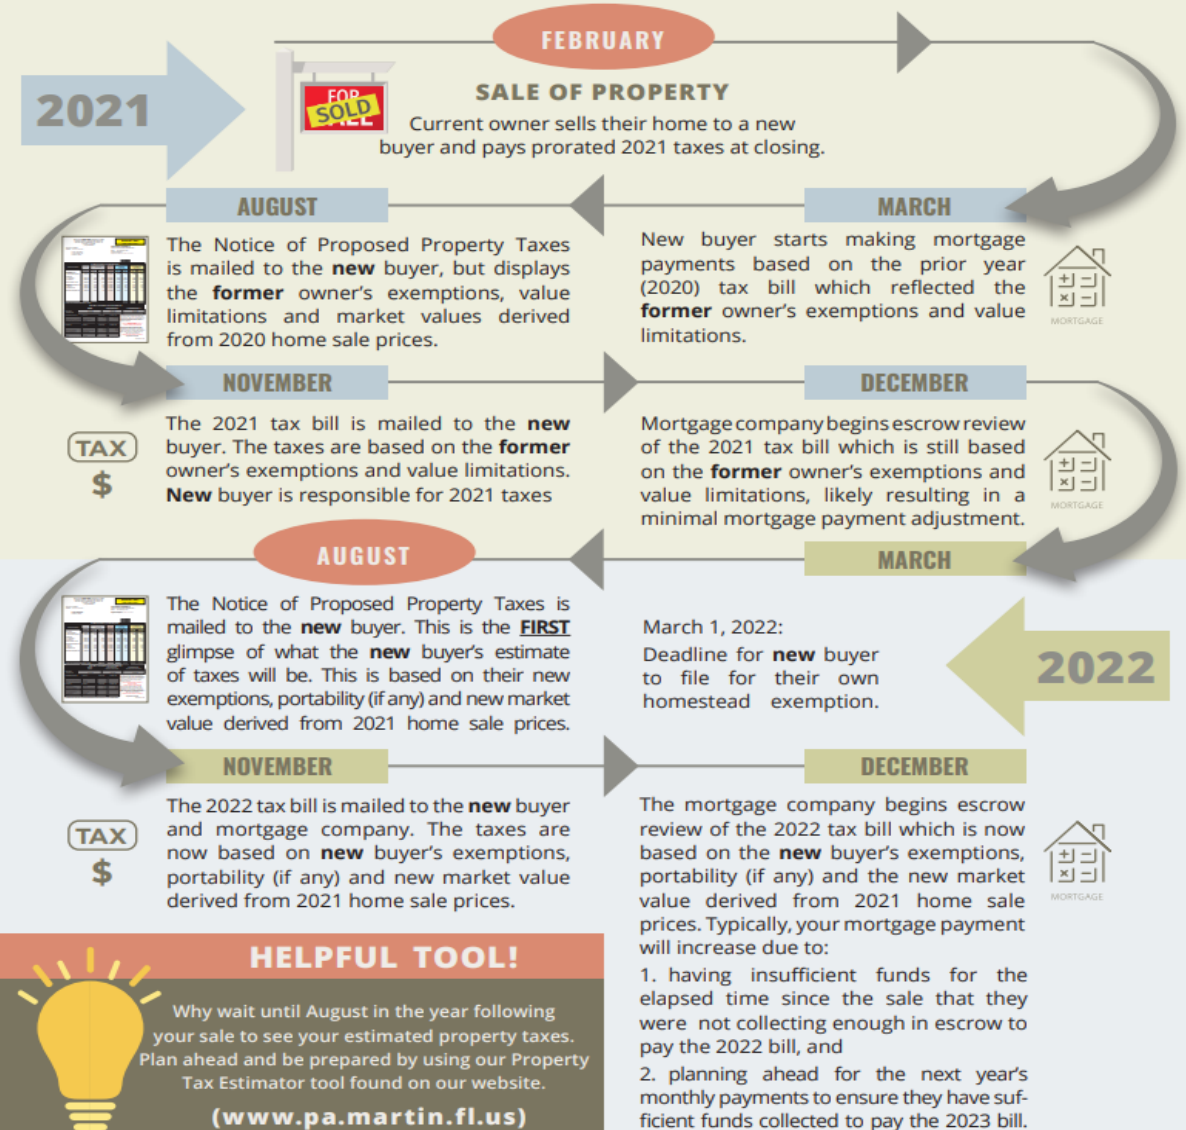 2021
FEBRUARY
FOR
SOLD
SALE OF PROPERTY
Current owner sells their home to a new
buyer and pays prorated 2021 taxes at closing.
MARCH
New buyer starts making mortgage
payments based on the prior year
(2020) tax bill which reflected the
former owner's exemptions and value
limitations.
MORTGAGE
AUGUST
The Notice of Proposed Property Taxes
is mailed to the new buyer, but displays
the former owner's exemptions, value
limitations and market values derived
from 2020 home sale prices.
NOVEMBER
TAX
$
The 2021 tax bill is mailed to the new
buyer. The taxes are based on the former
owner's exemptions and value limitations.
New buyer is responsible for 2021 taxes
DECEMBER
Mortgage company begins escrow review
of the 2021 tax bill which is still based
on the former owner's exemptions and
value limitations, likely resulting in a
minimal mortgage payment adjustment.
MORTGAGE
2022
MARCH
March 1, 2022:
Deadline for new buyer
to file for their own
homestead exemption.
AUGUST
The Notice of Proposed Property Taxes is
mailed to the new buyer. This is the FIRST
glimpse of what the new buyer's estimate
of taxes will be. This is based on their new
exemptions, portability (if any) and new market
value derived from 2021 home sale prices.
NOVEMBER
TAX
$
The 2022 tax bill is mailed to the new buyer
and mortgage company. The taxes are
now based on new buyer's exemptions,
portability (if any) and new market value
derived from 2021 home sale prices.
DECEMBER
The mortgage company begins escrow
review of the 2022 tax bill which is now
based on the new buyer's exemptions,
portability (if any) and the new market
value derived from 2021 home sale
prices. Typically, your mortgage payment
will increase due to:
1. having insufficient funds for the
elapsed time since the sale that they
were not collecting enough in escrow to
pay the 2022 bill, and
2. planning ahead for the next year's
monthly payments to ensure they have suf-
ficient funds collected to pay the 2023 bill.
MORTGAGE
HELPFUL TOOL!
Why wait until August in the year following
your sale to see your estimated property taxes.
Plan ahead and be prepared by using our Property
Tax Estimator tool found on our website.
(www.pa.martin.fl.us)